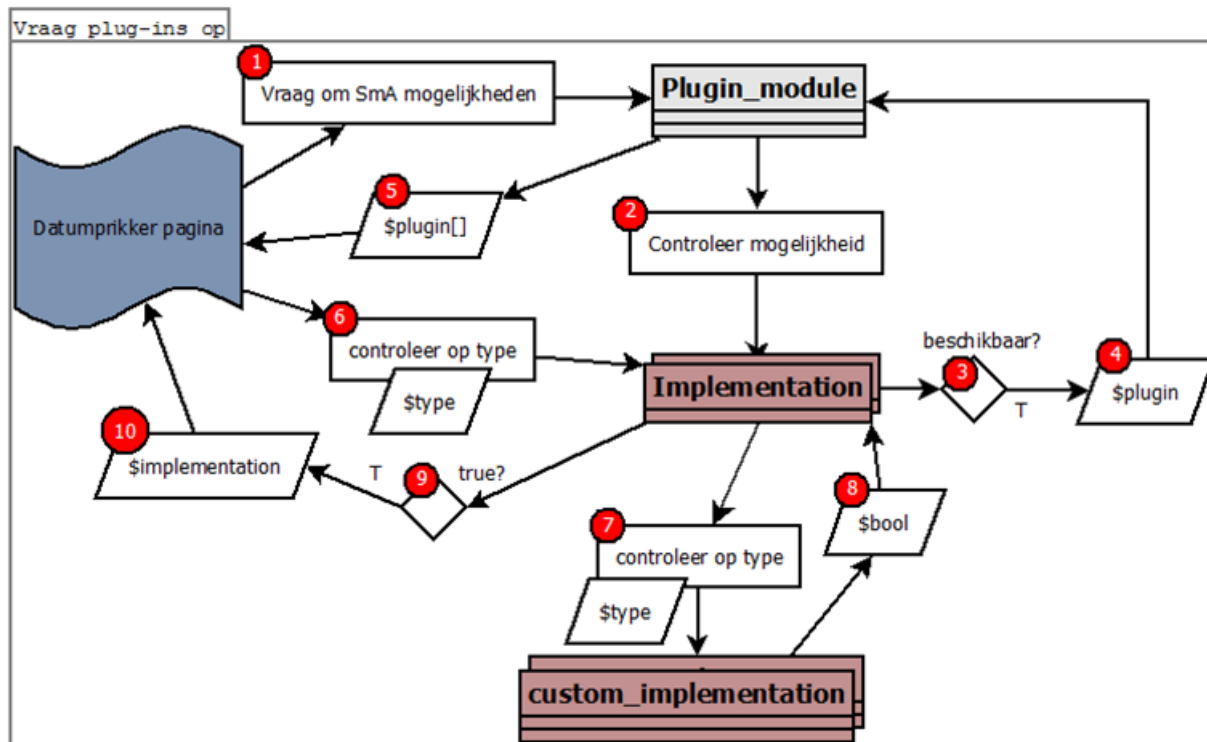 Vraag plug-ins op
1
Vraag om SmA mogelijkheden
Plugin_module
5
$plugin[]
2
Controleer mogelijkheid
Datumprikker pagina
6
controleer op type
$type
Implementation
beschikbaar?
3
T
4
$plugin
10
$implementation
T
9
true?
8
$bool
7
controleer op type
$type
custom_implementation